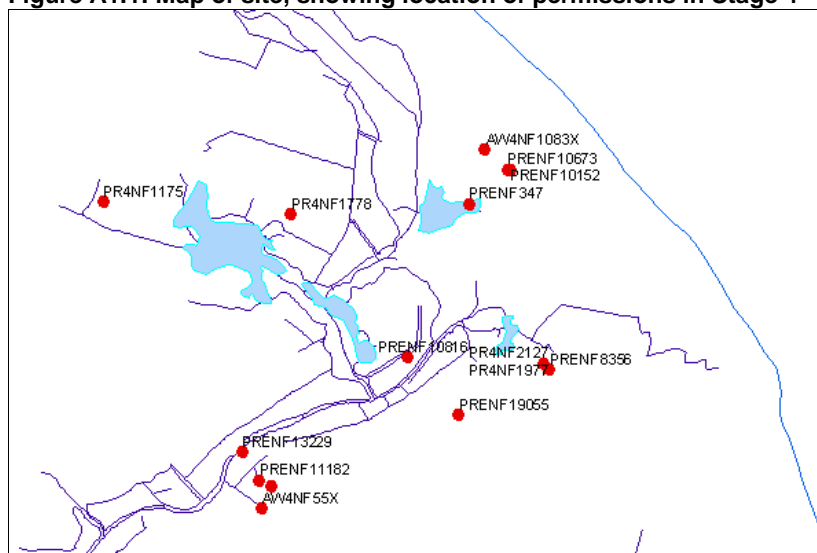 Figure A1.1: Map of site, showing location of permissions in Stage 4
AW4NF1083X
PRENF10673
PRENF10152
PR4NF1175
PRENF347
PR4NF1778
PRENF10816
PR4NF2127
PRENF8356
PR4NF1977
PRENF19055
PRENF13229
PRENF11182
AW4NF55X